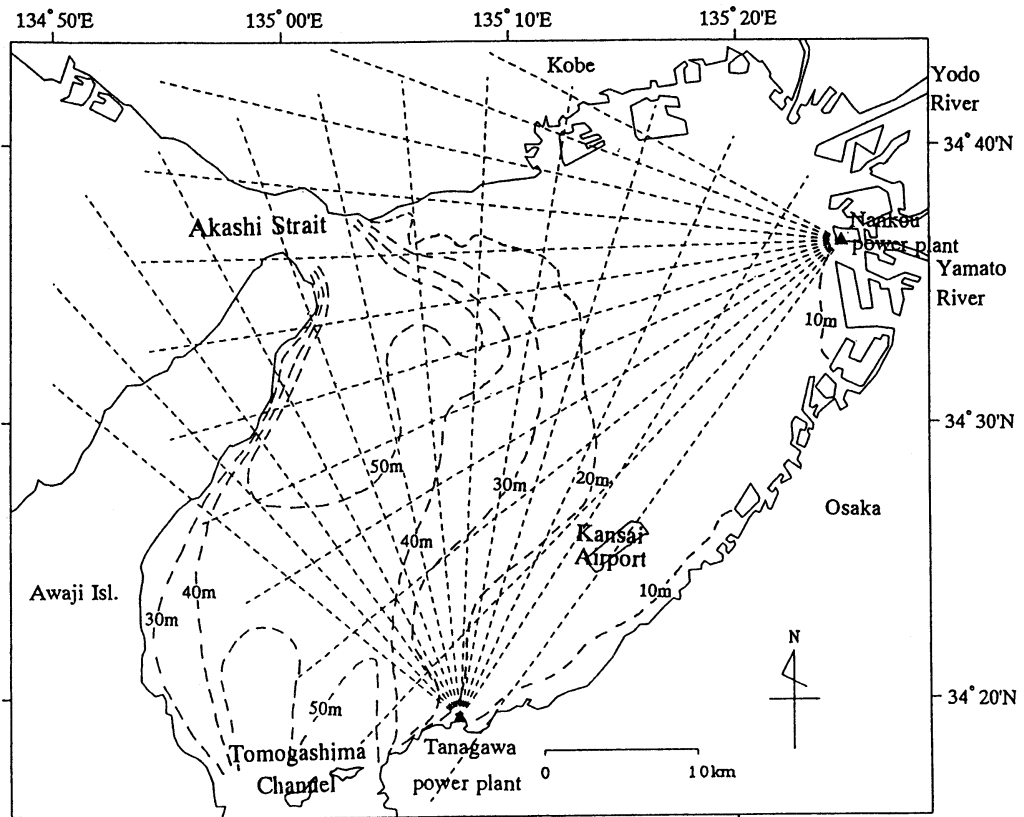 134° 50'E
135° 00'E
135° 10'E
135° 20'E
Kobe
Yodo
River
34° 40'N
Akashi Strait
Nankou
power plant
Yamato
River
10m
34° 30'N
50m
30m
20m
Osaka
40m
Kansai
Airport
Awaji Isl.
40m
30m
10m
N
50m
34° 20'N
Tomogashima
Channel
Tanagawa
power plant
0
10km